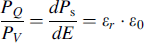 P_Q / P_V = dP_s / dE = ε_r · ε_0